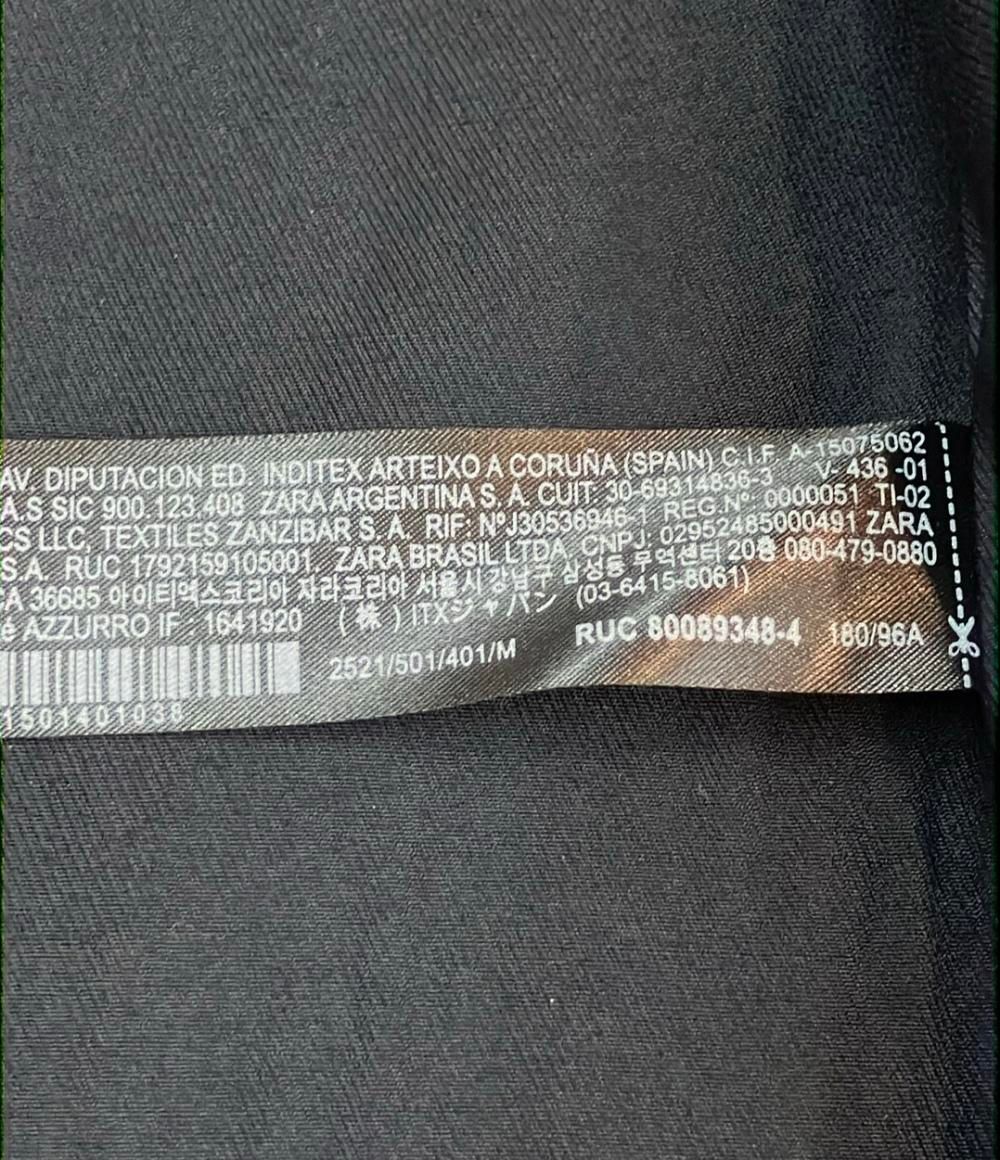 AV. DIPUTACION ED. INDITEX ARTEIXO A CORUÑA (SPAIN) C.I.F. A-15075062
A.S SIC 900.123.408 ZARA ARGENTINA S. A. CUIT: 30-69314836-3 V- 436 -01
CS LLC, TEXTILES ZANZIBAR S. A. RIF: NºJ30536946-1 REG.Nº 0000051 TI-02
S.A. RUC 1792159105001 ZARA BRASIL LTDA. CNPJ: 02952485000491 ZARA
A 36685 아이티엑스코리아 자라코리아 서울시 강남구 삼성동 무역센터 20층 080-479-0880
e AZZURRO IF : 1641920 (株) ITXジャパン (03-6415-8061)
2521/501/401/M RUC 80089348-4 180/96A
1501401038